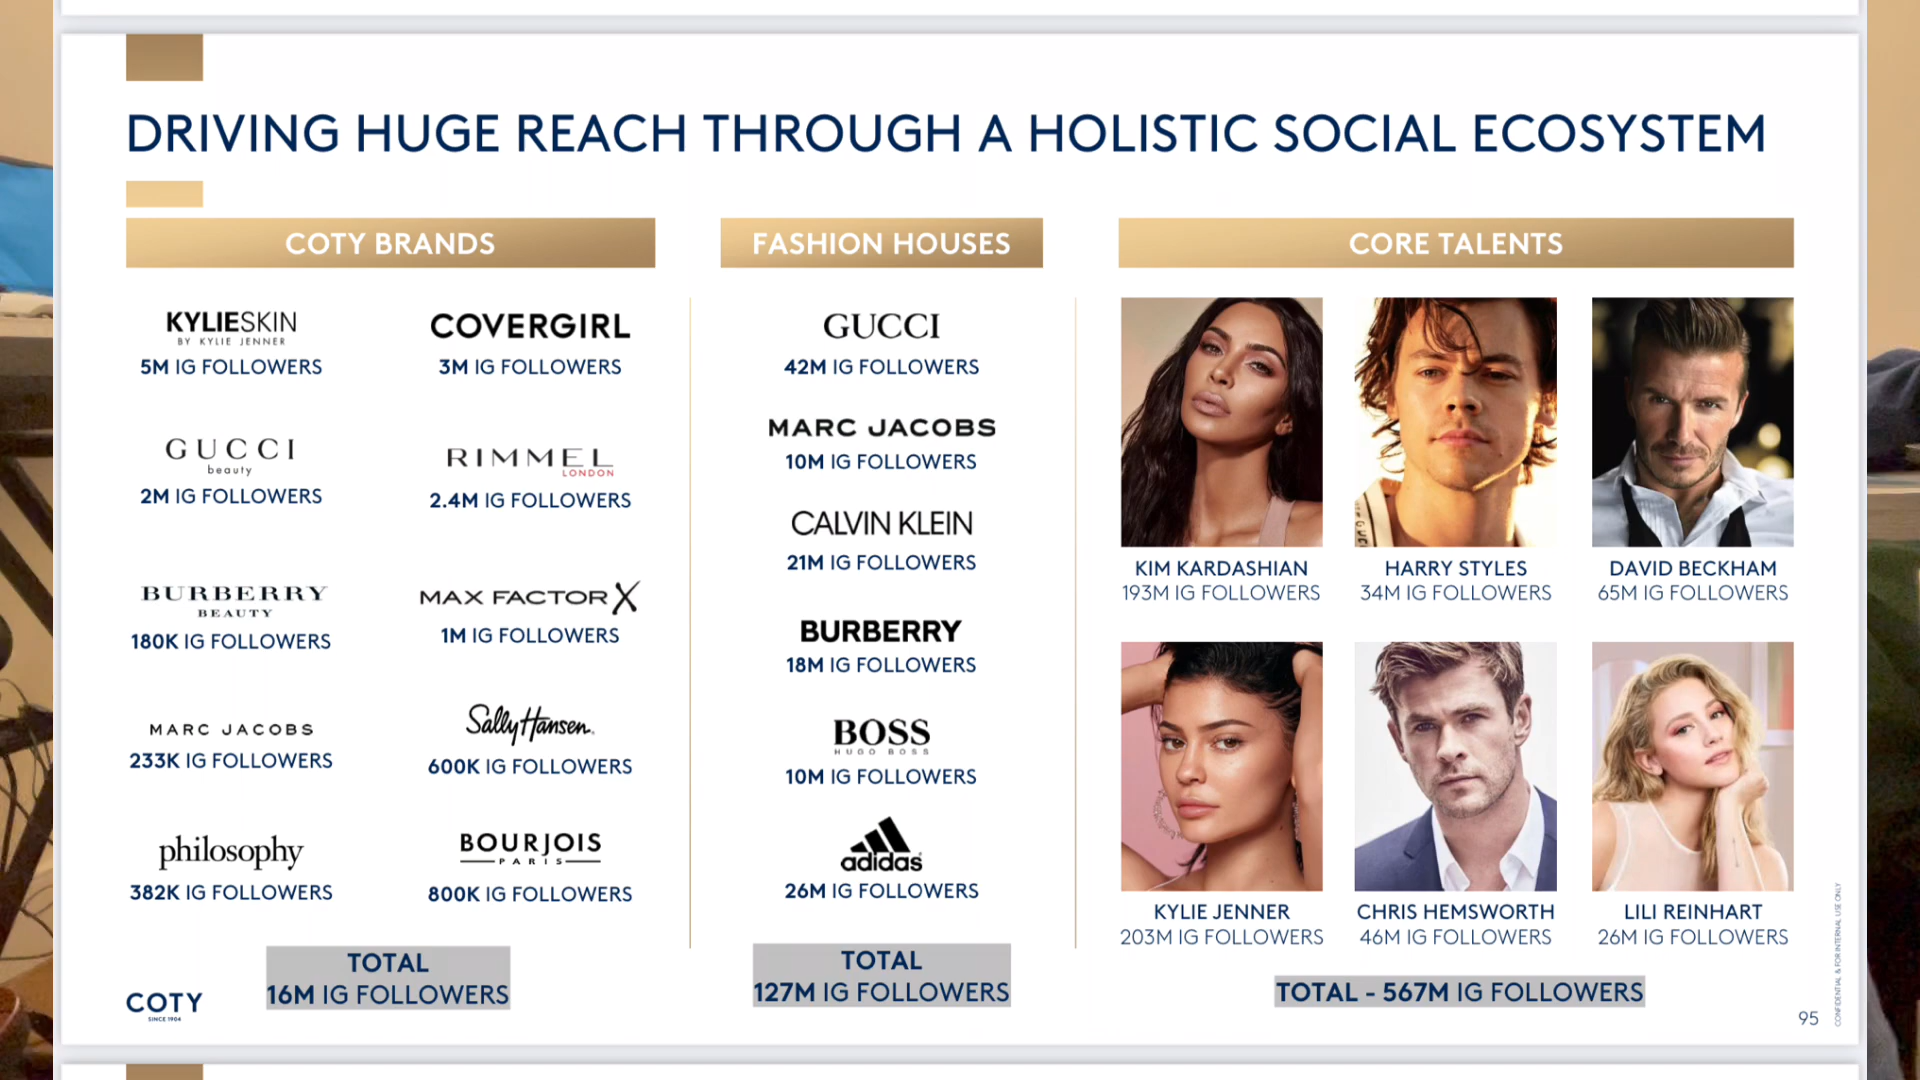 DRIVING HUGE REACH THROUGH A HOLISTIC SOCIAL ECOSYSTEM
COTY BRANDS
KYLIESKIN
BY KYLIE JENNER
5M IG FOLLOWERS
COVERGIRL
3M IG FOLLOWERS
GUCCI
beauty
2M IG FOLLOWERS
RIMMEL
LONDON
2.4M IG FOLLOWERS
BURBERRY
BEAUTY
180K IG FOLLOWERS
MAX FACTOR X
1M IG FOLLOWERS
MARC JACOBS
233K IG FOLLOWERS
Sally Hansen.
600K IG FOLLOWERS
philosophy
382K IG FOLLOWERS
BOURJOIS
PARIS
800K IG FOLLOWERS
TOTAL
16M IG FOLLOWERS
FASHION HOUSES
GUCCI
42M IG FOLLOWERS
MARC JACOBS
10M IG FOLLOWERS
CALVIN KLEIN
21M IG FOLLOWERS
BURBERRY
18M IG FOLLOWERS
BOSS
HUGO BOSS
10M IG FOLLOWERS
adidas
26M IG FOLLOWERS
TOTAL
127M IG FOLLOWERS
CORE TALENTS
KIM KARDASHIAN
193M IG FOLLOWERS
HARRY STYLES
34M IG FOLLOWERS
DAVID BECKHAM
65M IG FOLLOWERS
KYLIE JENNER
203M IG FOLLOWERS
CHRIS HEMSWORTH
46M IG FOLLOWERS
LILI REINHART
26M IG FOLLOWERS
TOTAL - 567M IG FOLLOWERS
COTY
SINCE 1904
95
CONFIDENTIAL & FOR INTERNAL USE ONLY